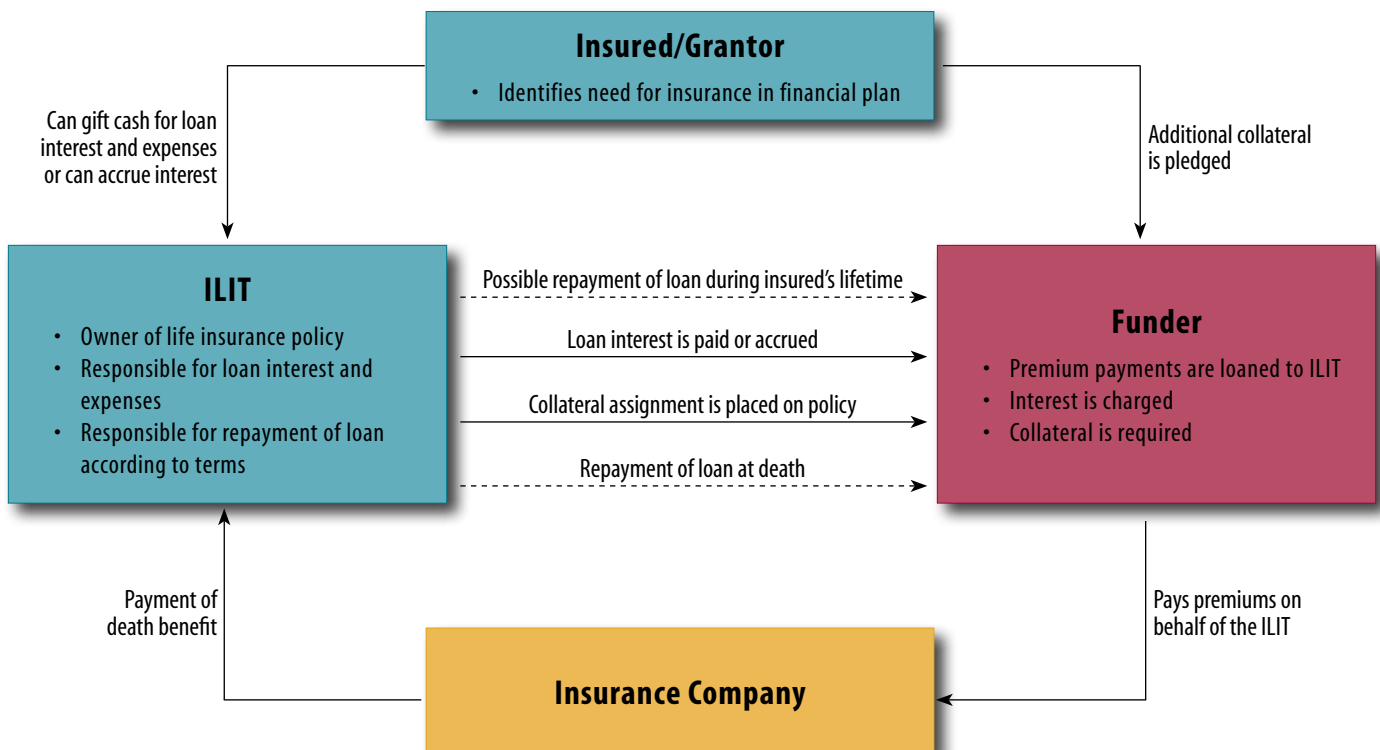 Insured/Grantor
• Identifies need for insurance in financial plan
Can gift cash for loan
interest and expenses
or can accrue interest
Additional collateral
is pledged
ILIT
• Owner of life insurance policy
• Responsible for loan interest and
expenses
• Responsible for repayment of loan
according to terms
Possible repayment of loan during insured’s lifetime
Loan interest is paid or accrued
Collateral assignment is placed on policy
Repayment of loan at death
Funder
• Premium payments are loaned to ILIT
• Interest is charged
• Collateral is required
Payment of
death benefit
Pays premiums on
behalf of the ILIT
Insurance Company